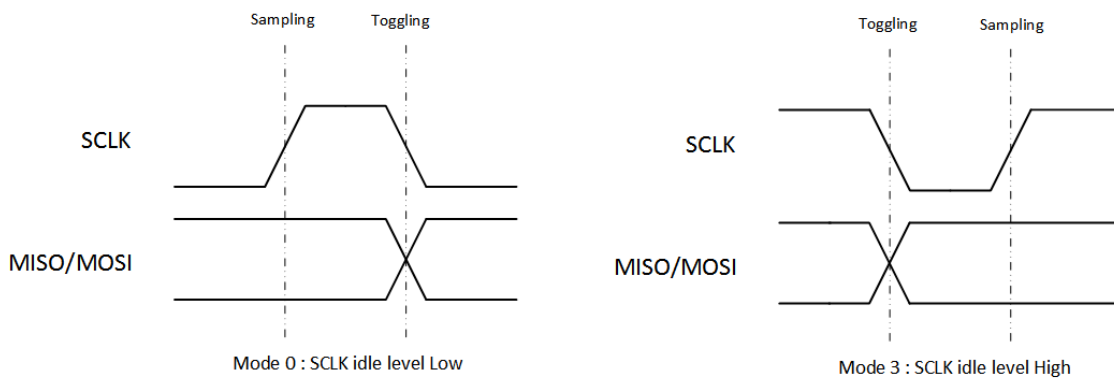 Sampling
Toggling
SCLK
MISO/MOSI
Mode 0 : SCLK idle level Low
Toggling
Sampling
SCLK
MISO/MOSI
Mode 3 : SCLK idle level High